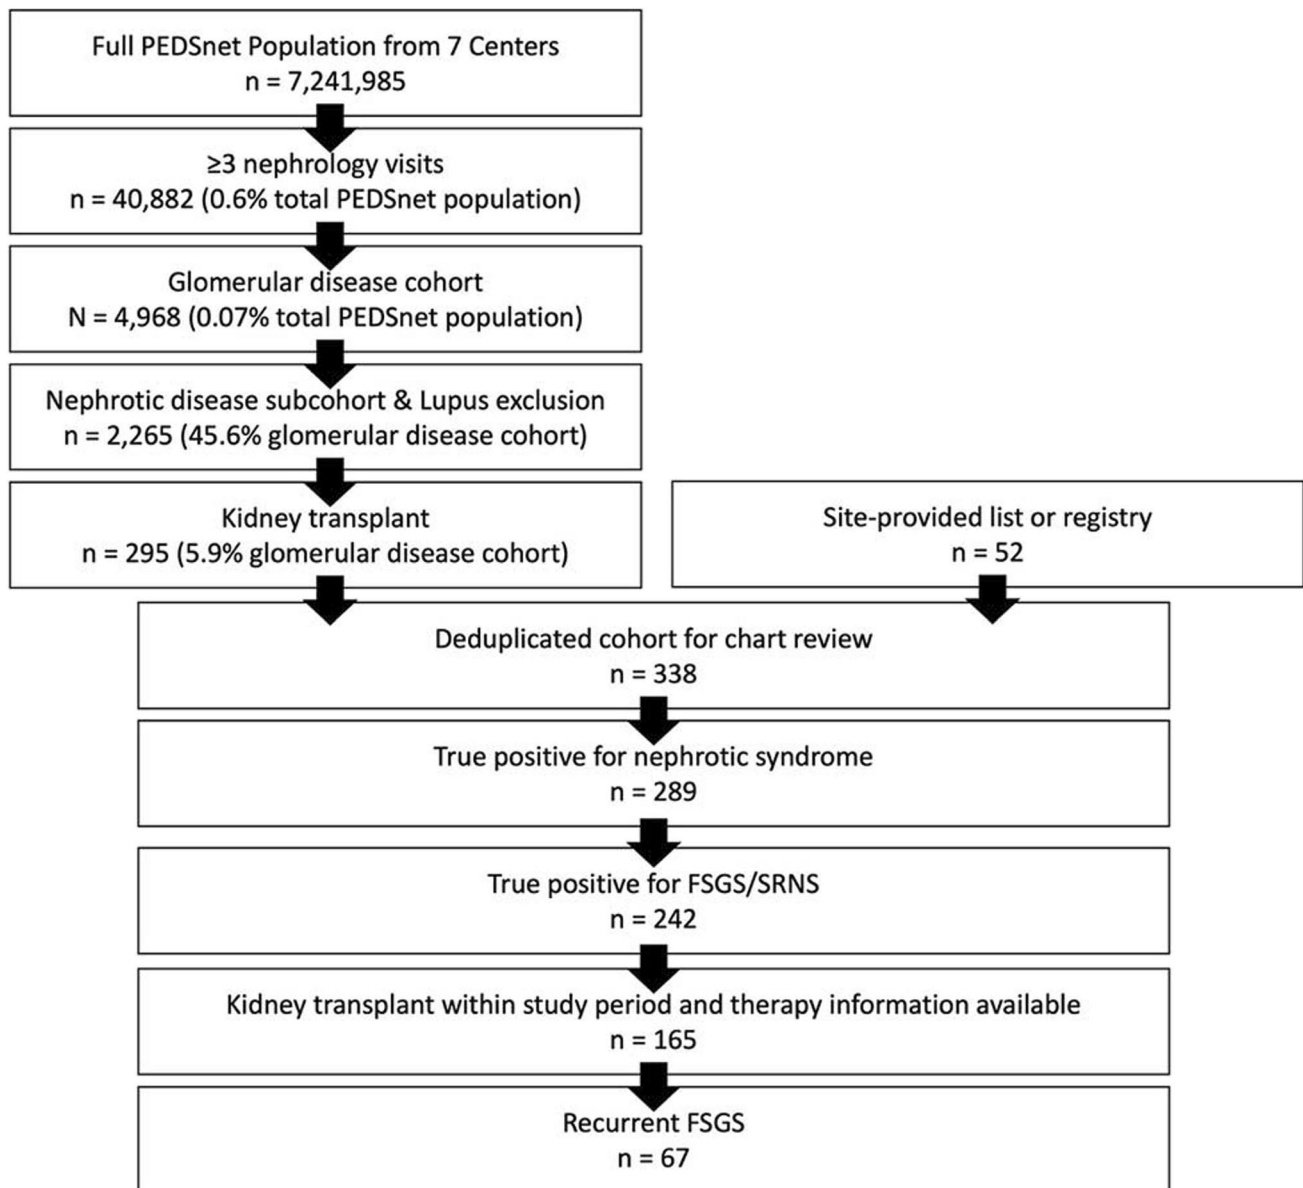 Full PEDSnet Population from 7 Centers
n = 7,241,985
≥3 nephrology visits
n = 40,882 (0.6% total PEDSnet population)
Glomerular disease cohort
N = 4,968 (0.07% total PEDSnet population)
Nephrotic disease subcohort & Lupus exclusion
n = 2,265 (45.6% glomerular disease cohort)
Kidney transplant
n = 295 (5.9% glomerular disease cohort)
Site-provided list or registry
n = 52
Deduplicated cohort for chart review
n = 338
True positive for nephrotic syndrome
n = 289
True positive for FSGS/SRNS
n = 242
Kidney transplant within study period and therapy information available
n = 165
Recurrent FSGS
n = 67